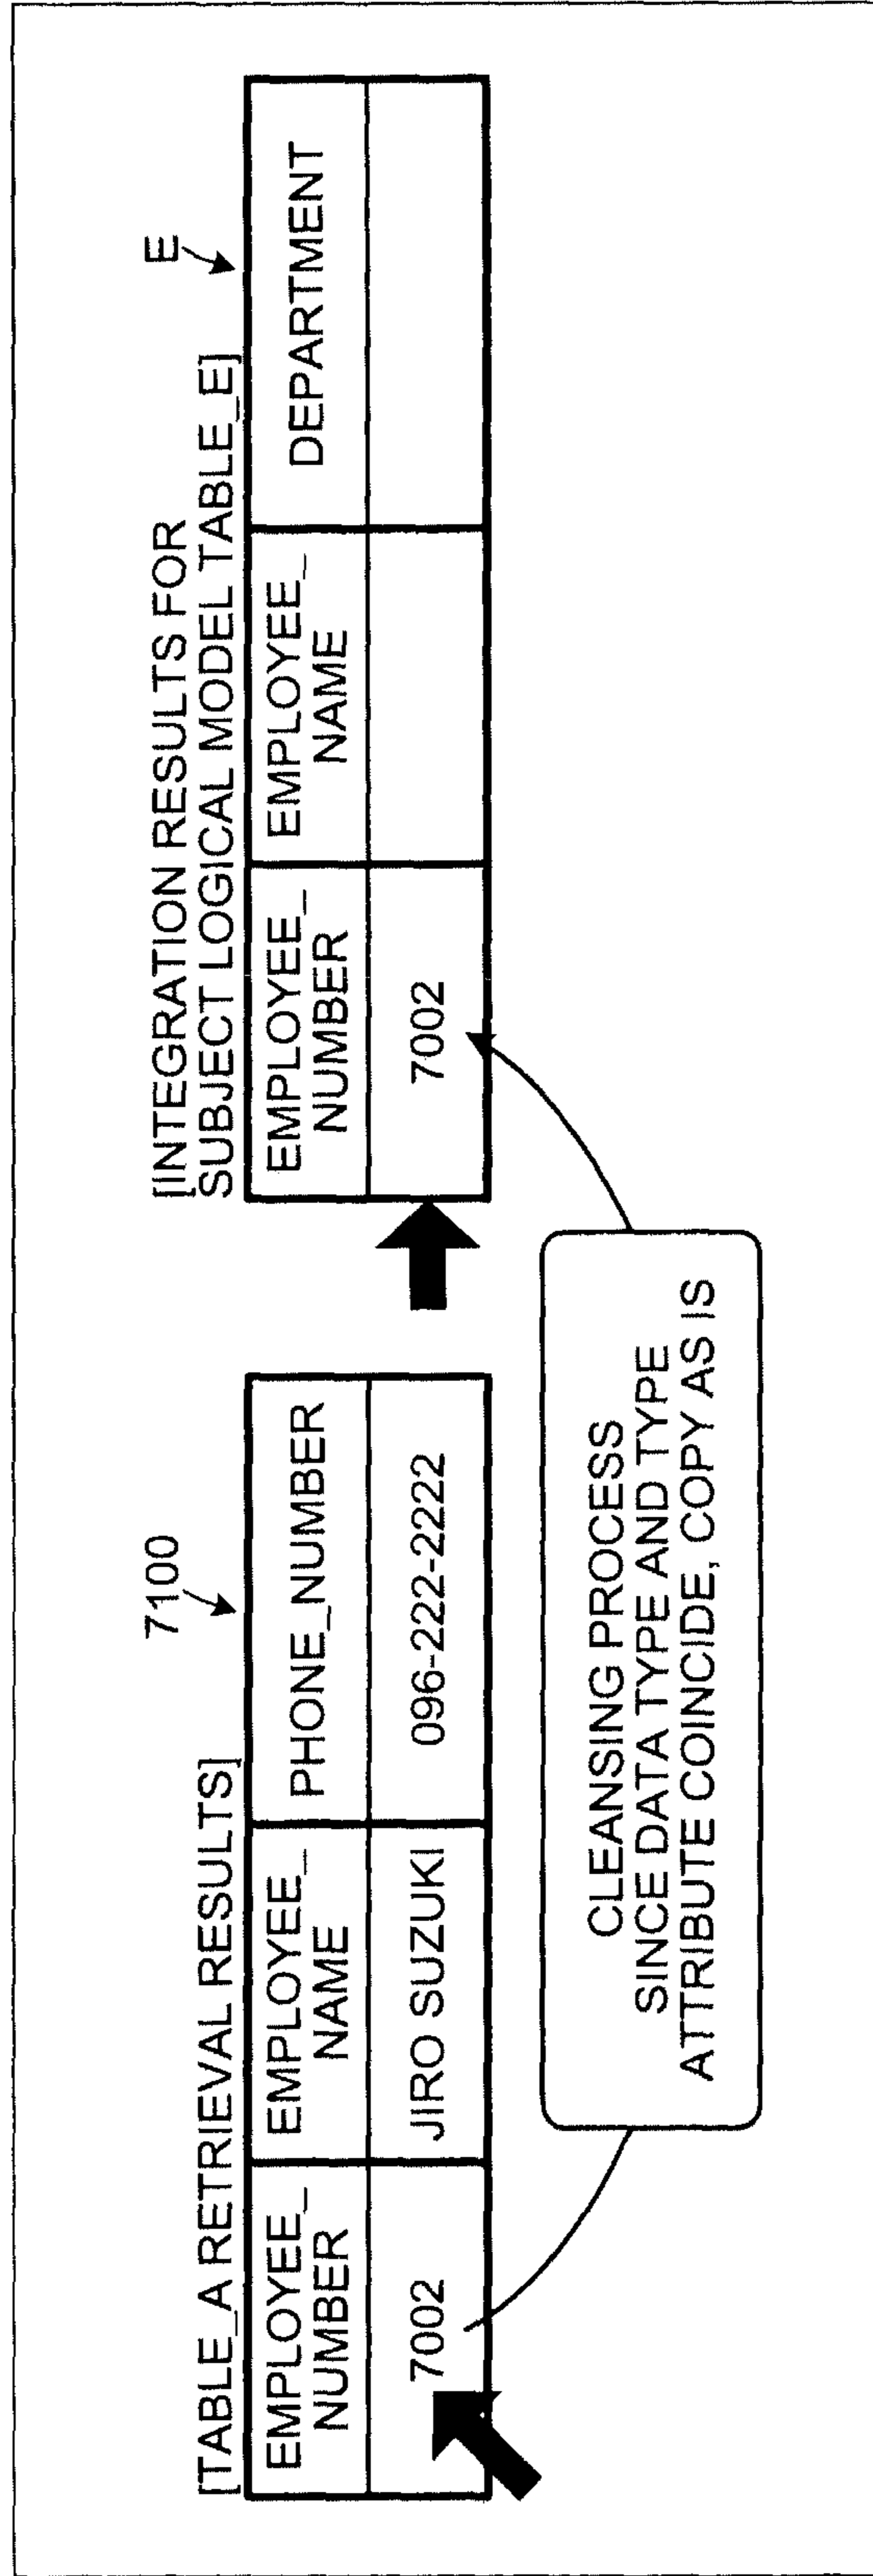 [TABLE_A RETRIEVAL RESULTS]
7100
EMPLOYEE_
NUMBER
EMPLOYEE_
NAME
PHONE_NUMBER
7002
JIRO SUZUKI
096-222-2222
[INTEGRATION RESULTS FOR
SUBJECT LOGICAL MODEL TABLE_E]
E
EMPLOYEE_
NUMBER
EMPLOYEE_
NAME
DEPARTMENT
7002
CLEANSING PROCESS
SINCE DATA TYPE AND TYPE
ATTRIBUTE COINCIDE, COPY AS IS